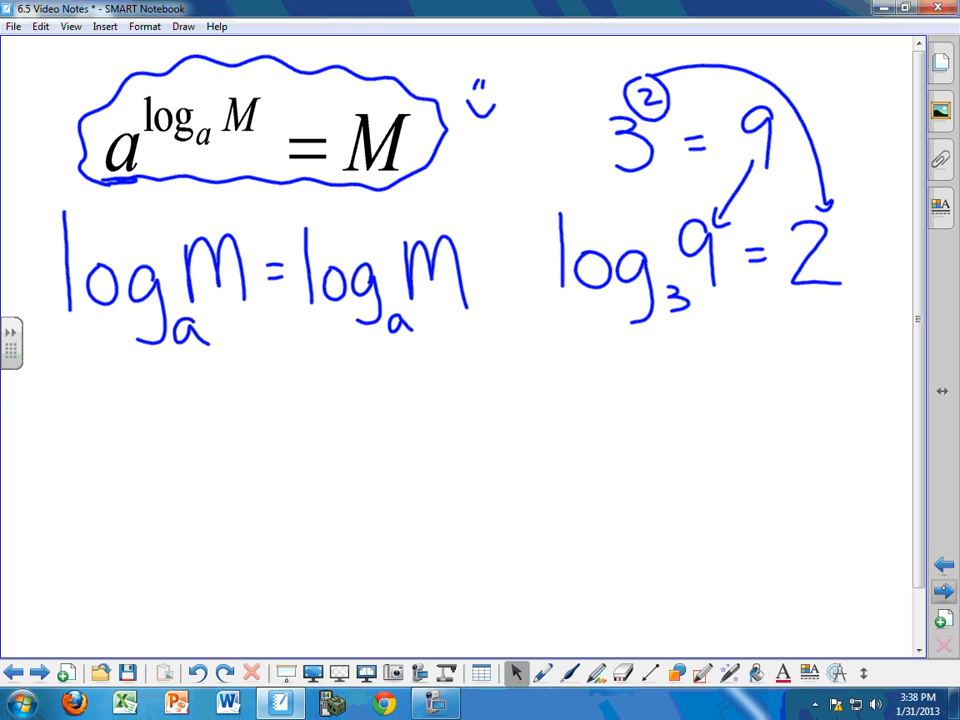 6.5 Video Notes * - SMART Notebook
File Edit View Insert Format Draw Help
a^{log_a M} = M
3^2 = 9
log_a m = log_a m
log_3 9 = 2
3:38 PM
1/31/2013